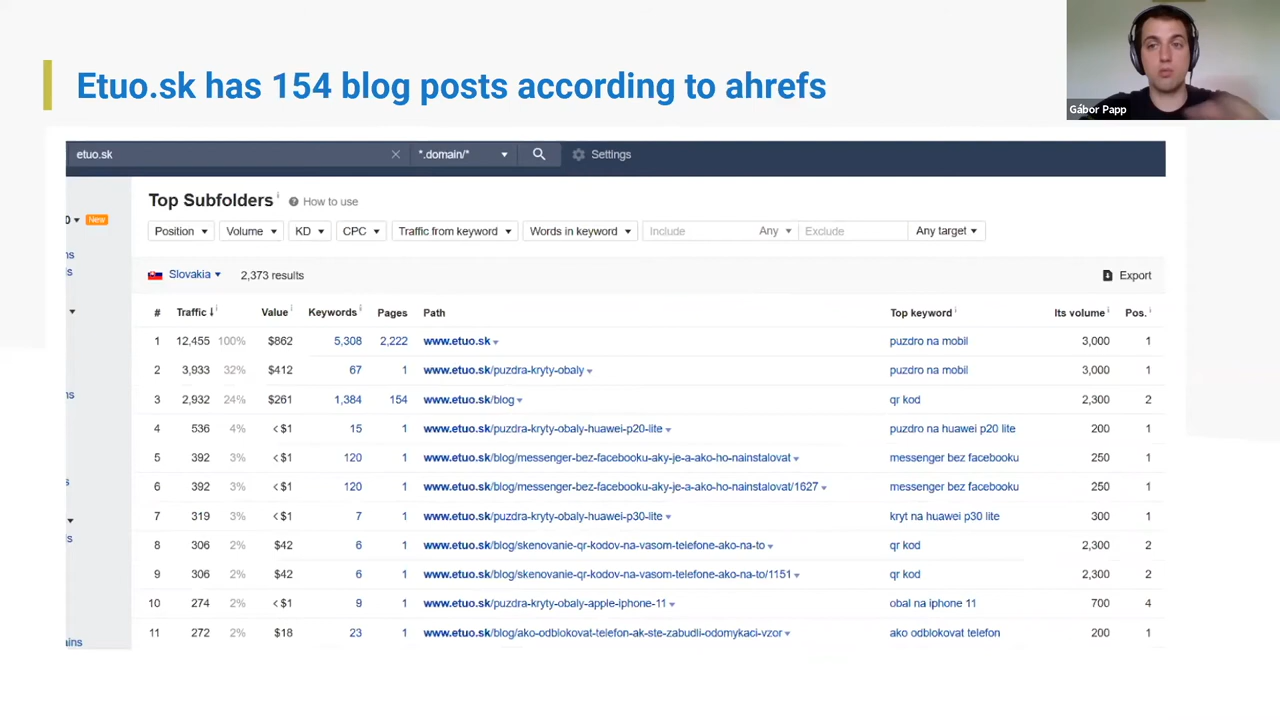 Etuo.sk has 154 blog posts according to ahrefs
Gábor Papp
etuo.sk × *.domain/* Settings
New
Top Subfolders i ? How to use
Position Volume KD CPC Traffic from keyword Words in keyword Include Any Exclude Any target
Slovakia 2,373 results Export
# Traffic Value Keywords Pages Path Top keyword Its volume Pos.
1 12,455 100% $862 5,308 2,222 www.etuo.sk puzdro na mobil 3,000 1
2 3,933 32% $412 67 1 www.etuo.sk/puzdra-kryty-obaly puzdro na mobil 3,000 1
3 2,932 24% $261 1,384 154 www.etuo.sk/blog qr kod 2,300 2
4 536 4% <$1 15 1 www.etuo.sk/puzdra-kryty-obaly-huawei-p20-lite puzdro na huawei p20 lite 200 1
5 392 3% <$1 120 1 www.etuo.sk/blog/messenger-bez-facebooku-aky-je-a-ako-ho-nainstalovat messenger bez facebooku 250 1
6 392 3% <$1 120 1 www.etuo.sk/blog/messenger-bez-facebooku-aky-je-a-ako-ho-nainstalovat/1627 messenger bez facebooku 250 1
7 319 3% <$1 7 1 www.etuo.sk/puzdra-kryty-obaly-huawei-p30-lite kryt na huawei p30 lite 300 1
8 306 2% $42 6 1 www.etuo.sk/blog/skenovanie-qr-kodov-na-vasom-telefone-ako-na-to qr kod 2,300 2
9 306 2% $42 6 1 www.etuo.sk/blog/skenovanie-qr-kodov-na-vasom-telefone-ako-na-to/1151 qr kod 2,300 2
10 274 2% <$1 9 1 www.etuo.sk/puzdra-kryty-obaly-apple-iphone-11 obal na iphone 11 700 4
11 272 2% $18 23 1 www.etuo.sk/blog/ako-odblokovat-telefon-ak-ste-zabudli-odomykaci-vzor ako odblokovat telefon 200 1